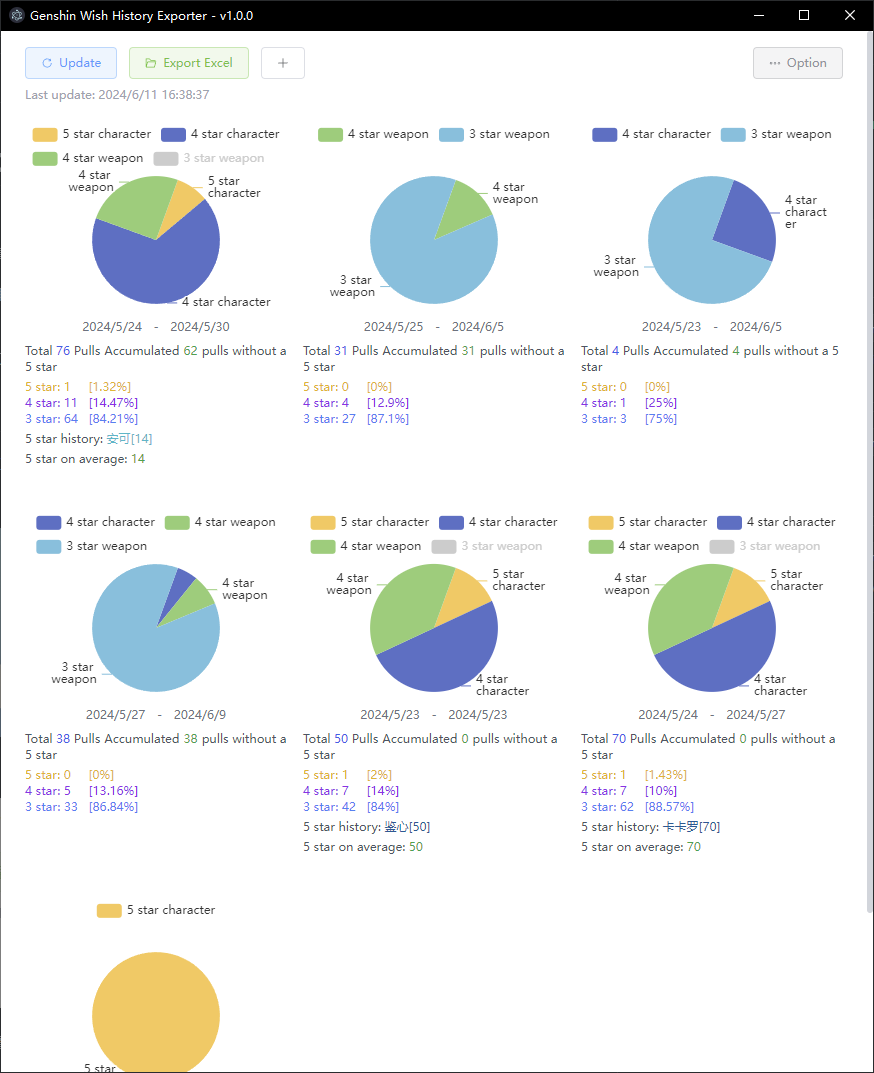 Genshin Wish History Exporter - v1.0.0
Update
Export Excel
Option
Last update: 2024/6/11 16:38:37
5 star character
4 star character
4 star weapon
3 star weapon
4 star
weapon
5 star
character
4 star character
2024/5/24 - 2024/5/30
Total 76 Pulls Accumulated 62 pulls without a
5 star
5 star: 1 [1.32%]
4 star: 11 [14.47%]
3 star: 64 [84.21%]
5 star history: 安可[14]
5 star on average: 14
4 star weapon
3 star weapon
4 star
weapon
3 star
weapon
2024/5/25 - 2024/6/5
Total 31 Pulls Accumulated 31 pulls without a
5 star
5 star: 0 [0%]
4 star: 4 [12.9%]
3 star: 27 [87.1%]
4 star character
3 star weapon
4 star
charact
er
3 star
weapon
2024/5/23 - 2024/6/5
Total 4 Pulls Accumulated 4 pulls without a 5
star
5 star: 0 [0%]
4 star: 1 [25%]
3 star: 3 [75%]
4 star character
4 star weapon
3 star weapon
4 star
weapon
3 star
weapon
2024/5/27 - 2024/6/9
Total 38 Pulls Accumulated 38 pulls without a
5 star
5 star: 0 [0%]
4 star: 5 [13.16%]
3 star: 33 [86.84%]
5 star character
4 star character
4 star weapon
3 star weapon
4 star
weapon
5 star
character
4 star
character
2024/5/23 - 2024/5/23
Total 50 Pulls Accumulated 0 pulls without a
5 star
5 star: 1 [2%]
4 star: 7 [14%]
3 star: 42 [84%]
5 star history: 鉴心[50]
5 star on average: 50
5 star character
4 star character
4 star weapon
3 star weapon
4 star
weapon
5 star
character
4 star
character
2024/5/24 - 2024/5/27
Total 70 Pulls Accumulated 0 pulls without a
5 star
5 star: 1 [1.43%]
4 star: 7 [10%]
3 star: 62 [88.57%]
5 star history: 卡卡罗[70]
5 star on average: 70
5 star character
5 star